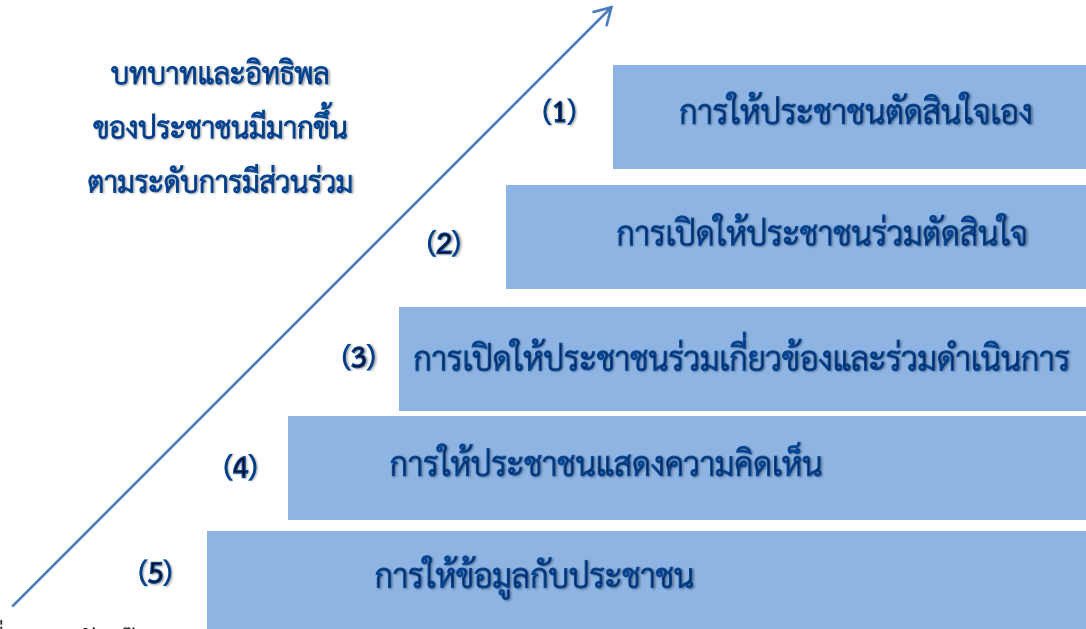 บทบาทและอิทธิพล
ของประชาชนมีมากขึ้น
ตามระดับการมีส่วนร่วม
(1) การให้ประชาชนตัดสินใจเอง
(2) การเปิดให้ประชาชนร่วมตัดสินใจ
(3) การเปิดให้ประชาชนร่วมเกี่ยวข้องและร่วมดำเนินการ
(4) การให้ประชาชนแสดงความคิดเห็น
(5) การให้ข้อมูลกับประชาชน